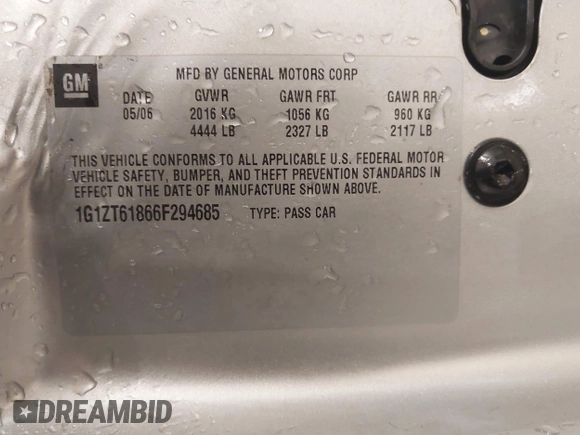 GM
MFD BY GENERAL MOTORS CORP
DATE GVWR GAWR FRT GAWR RR
05/06 2016 KG 1056 KG 960 KG
4444 LB 2327 LB 2117 LB
THIS VEHICLE CONFORMS TO ALL APPLICABLE U.S. FEDERAL MOTOR
VEHICLE SAFETY, BUMPER, AND THEFT PREVENTION STANDARDS IN
EFFECT ON THE DATE OF MANUFACTURE SHOWN ABOVE.
1G1ZT61866F294685 TYPE: PASS CAR
DREAMBID